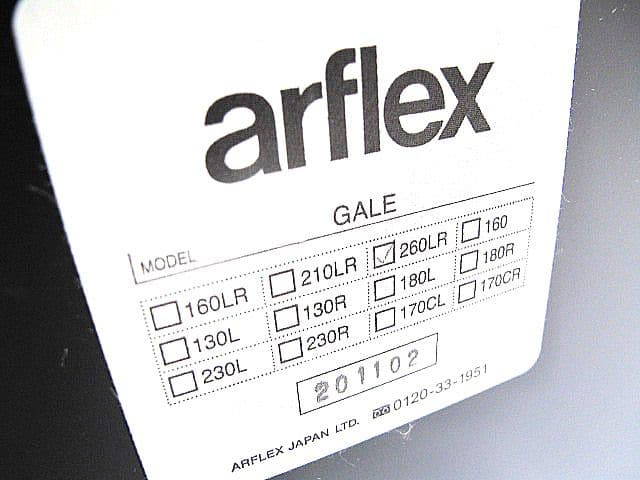 arflex
GALE
MODEL
☐ 160LR ☐ 210LR ☑ 260LR ☐ 160
☐ 130L ☐ 130R ☐ 180L ☐ 180R
☐ 230L ☐ 230R ☐ 170CL ☐ 170CR
201102
ARFLEX JAPAN LTD. 0120-33-1951